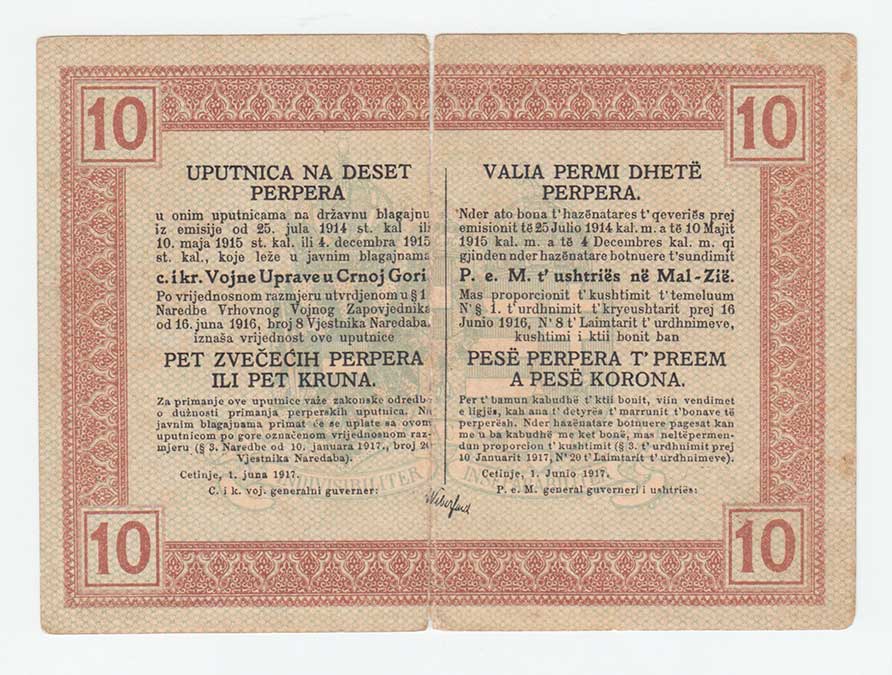 10
10
UPUTNICA NA DESET
PERPERA
u onim uputnicama na državnu blagajnu
iz emisije od 25. jula 1914 st. kal ili
10. maja 1915 st. kal. ili 4. decembra 1915
st. kal., koje leže u javnim blagajnama
c. i kr. Vojne Uprave u Crnoj Gori.
Po vrijednosnom razmjeru utvrdjenom u § 1
Naredbe Vrhovnog Vojnog Zapovjednika
od 16. juna 1916, broj 8 Vjestnika Naredaba,
iznaša vrijednost ove uputnice
PET ZVEČEĆIH PERPERA
ILI PET KRUNA.
Za primanje ove uputnice važe zakonske odredbe
o dužnosti primanja perperskih uputnica. Na
javnim blagajnama primat će se uplate sa ovom
uputnicom po gore označenom vrijednosnom raz-
mjeru (§ 3. Naredbe od 10. januara 1917., broj 20
Vjestnika Naredaba).
Cetinje, 1. juna 1917.
C. i k. voj. generalni guverner:
VALIA PERMI DHETË
PERPERA.
Nder ato bona t' hazënatares t' qeveriës prej
emisionit të 25 Julio 1914 kal. m. a të 10 Majit
1915 kal. m. a të 4 Decembres kal. m. qi
gjinden nder hazënatare botnuere t' sundimit
P. e. M. t' ushtriës në Mal-Zië.
Mas proporcionit t' kushtimit t' temeluum
N' § 1. t' urdhnimit t' kryeushtarit prej 16
Junio 1916, N' 8 t' Laimtarit t' urdhnimeve,
kushtimi i ktii bonit ban
PESË PERPERA T' PREEM
A PESË KORONA.
Per t' bamun kabudhë t' ktii bonit, viin vendimet
e ligjës, kah ana t' detyrës t' marrunit t' bonave të
perperësh. Nder hazënatare botnuere pagesat kan
me u ba kabudhë me ket bonë, mas neltëpermen-
dun proporcion t' kushtimit (§ 3. t' urdhnimit prej
10 Janarit 1917, N' 20 t' Laimtarit t' urdhnimeve).
Cetinje, 1. Junio 1917.
P. e M. general guverneri i ushtriës:
10
10